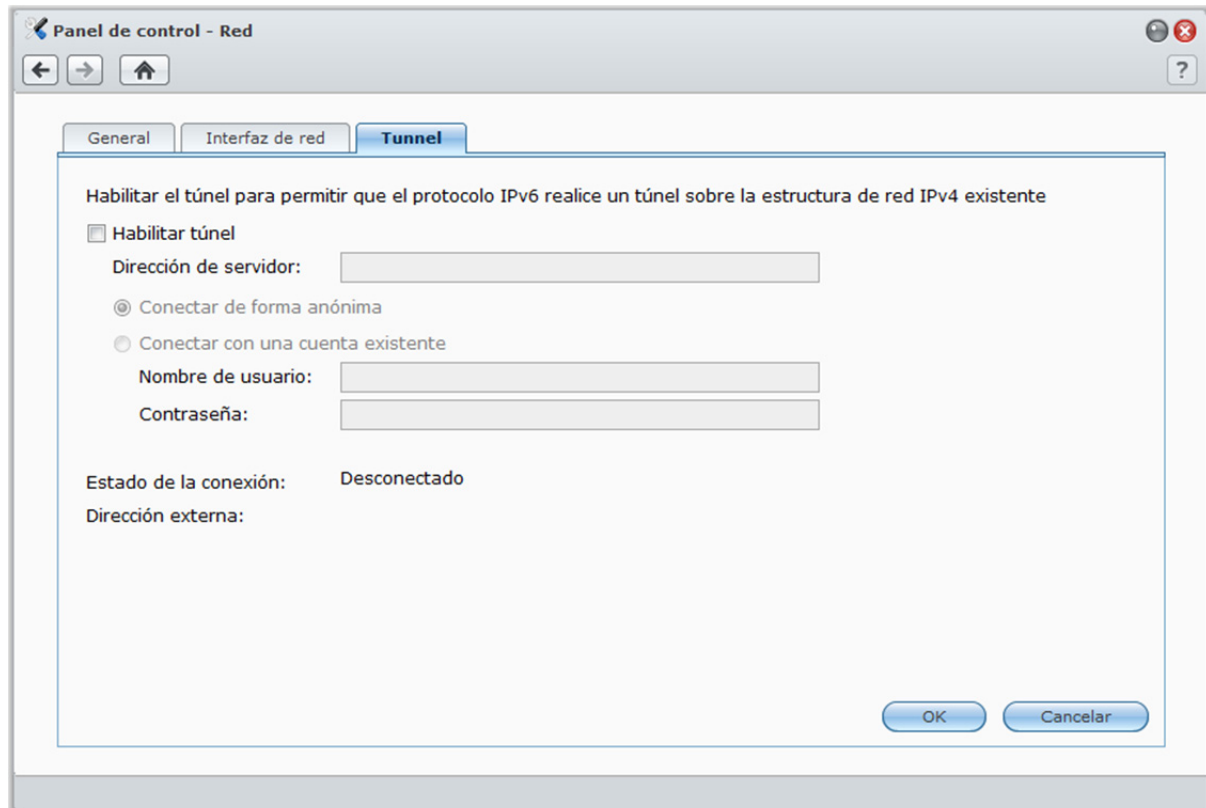 Panel de control - Red
?
General
Interfaz de red
Tunnel
Habilitar el túnel para permitir que el protocolo IPv6 realice un túnel sobre la estructura de red IPv4 existente
Habilitar túnel
Dirección de servidor:
Conectar de forma anónima
Conectar con una cuenta existente
Nombre de usuario:
Contraseña:
Estado de la conexión: Desconectado
Dirección externa:
OK
Cancelar